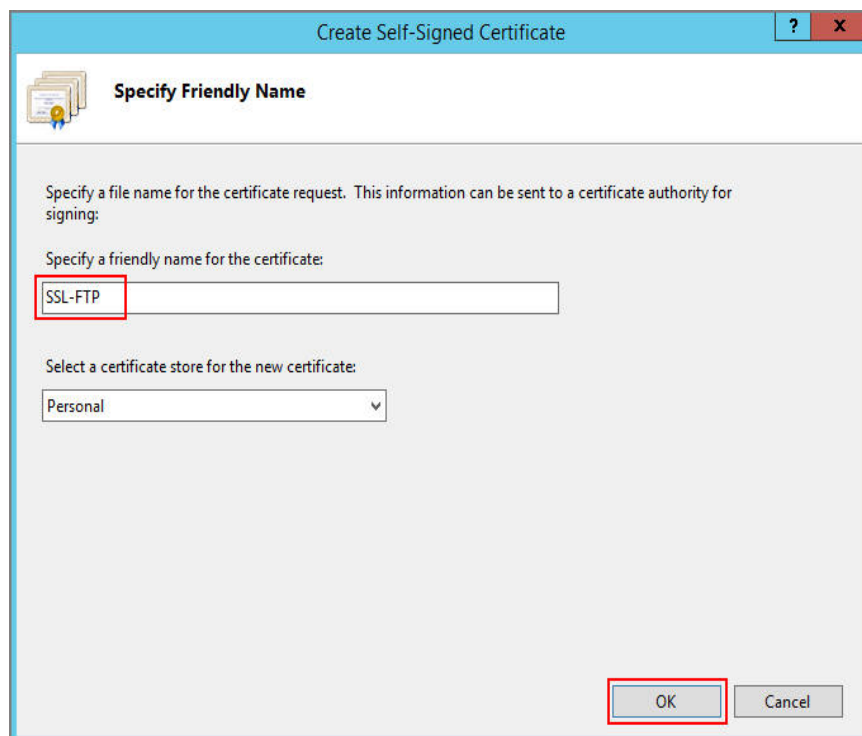 Create Self-Signed Certificate
? x
Specify Friendly Name
Specify a file name for the certificate request. This information can be sent to a certificate authority for
signing:
Specify a friendly name for the certificate:
SSL-FTP
Select a certificate store for the new certificate:
Personal
OK Cancel